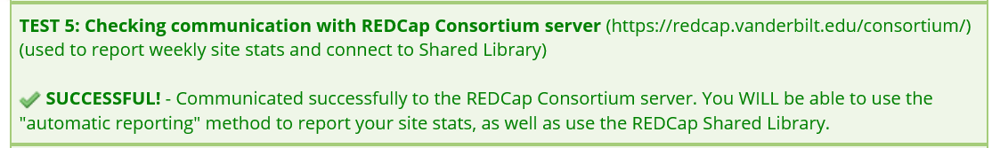 TEST 5: Checking communication with REDCap Consortium server (https://redcap.vanderbilt.edu/consortium/)
(used to report weekly site stats and connect to Shared Library)
SUCCESSFUL! - Communicated successfully to the REDCap Consortium server. You WILL be able to use the
"automatic reporting" method to report your site stats, as well as use the REDCap Shared Library.